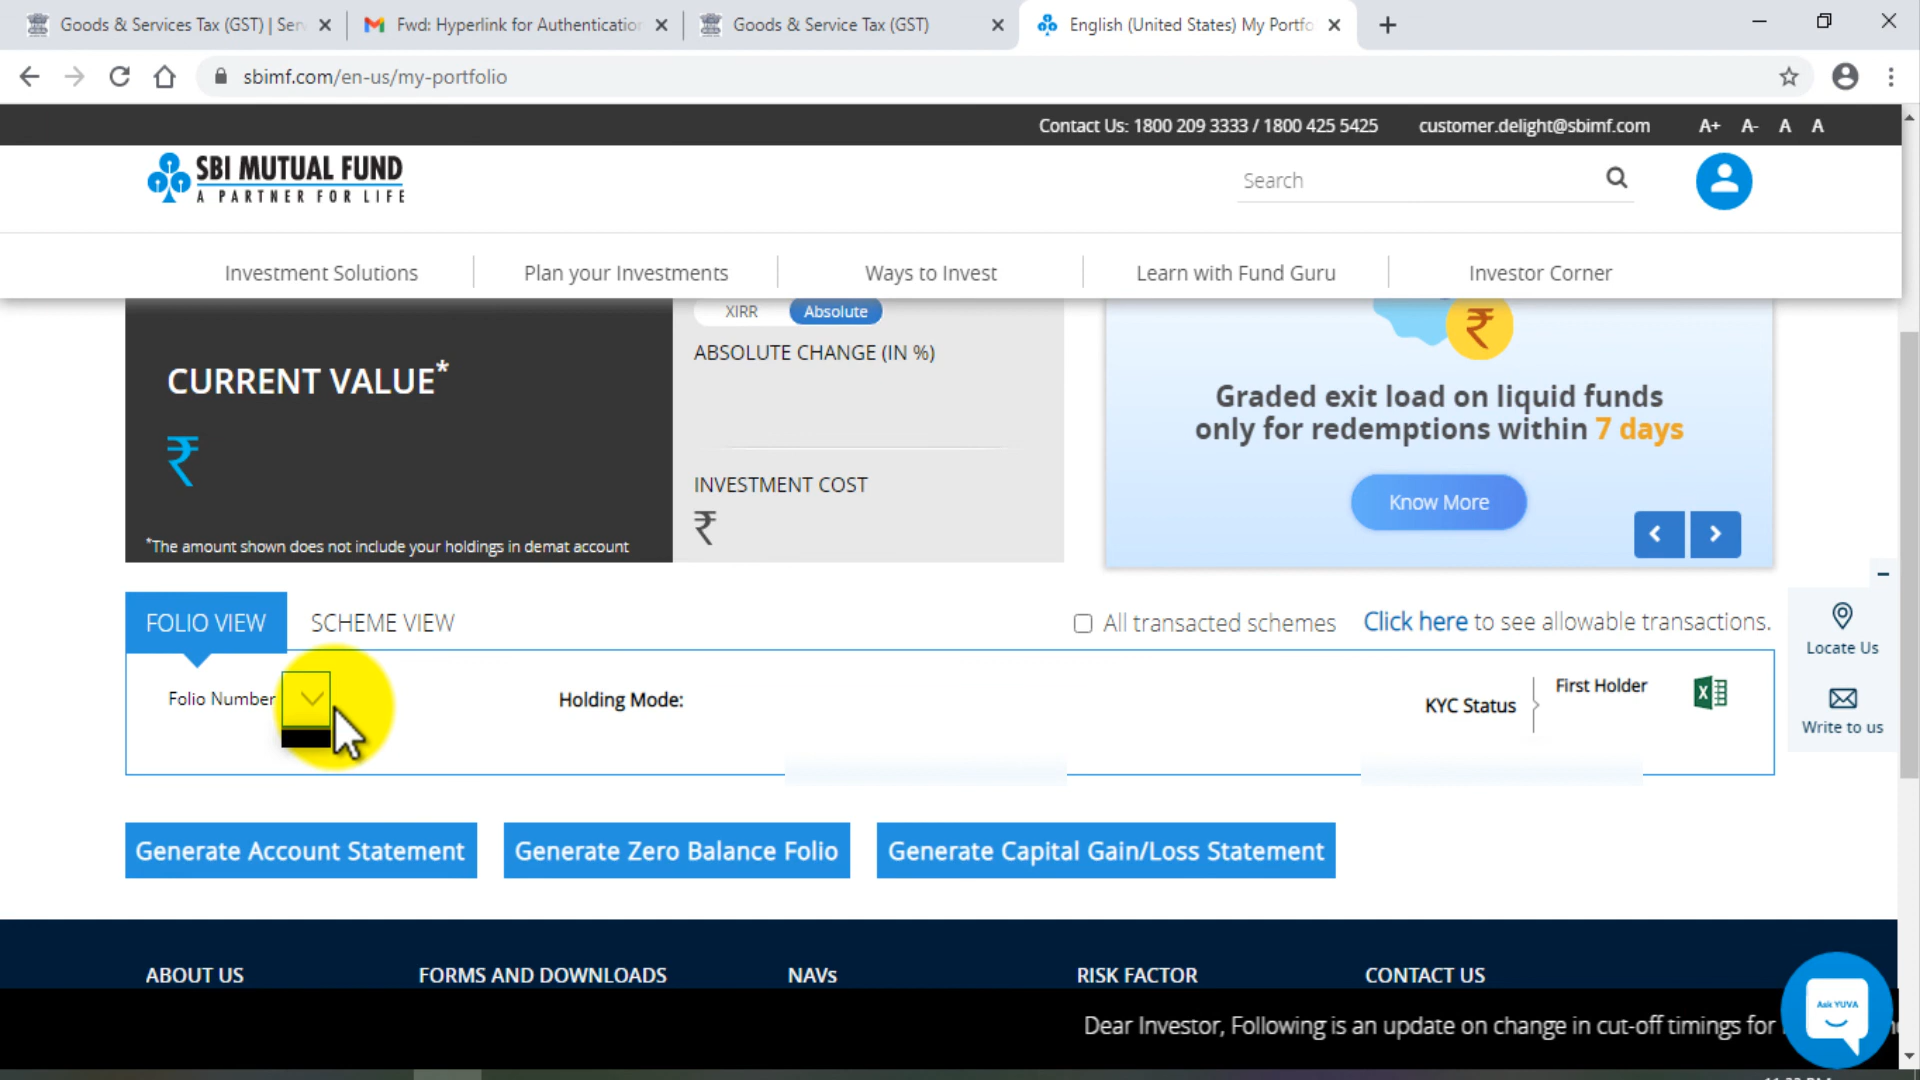 Goods & Services Tax (GST) | Ser
Fwd: Hyperlink for Authentication
Goods & Service Tax (GST)
English (United States) My Portfo
sbimf.com/en-us/my-portfolio
Contact Us: 1800 209 3333 / 1800 425 5425
customer.delight@sbimf.com
A+ A- A A
SBI MUTUAL FUND
A PARTNER FOR LIFE
Search
Investment Solutions
Plan your Investments
Ways to Invest
Learn with Fund Guru
Investor Corner
XIRR
Absolute
CURRENT VALUE*
₹
*The amount shown does not include your holdings in demat account
ABSOLUTE CHANGE (IN %)
INVESTMENT COST
₹
₹
Graded exit load on liquid funds
only for redemptions within 7 days
Know More
FOLIO VIEW
SCHEME VIEW
All transacted schemes
Click here to see allowable transactions.
Locate Us
Write to us
Folio Number
Holding Mode:
KYC Status
First Holder
Generate Account Statement
Generate Zero Balance Folio
Generate Capital Gain/Loss Statement
ABOUT US
FORMS AND DOWNLOADS
NAVs
RISK FACTOR
CONTACT US
Ask YUVA
Dear Investor, Following is an update on change in cut-off timings for